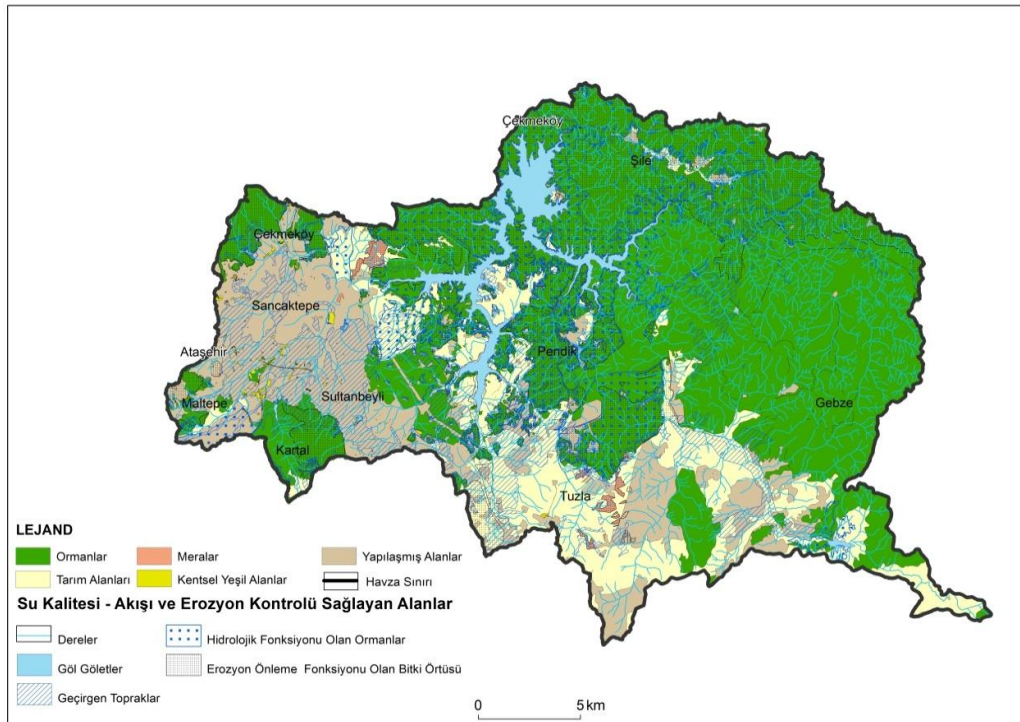 Çekmeköy
Şile
Çekmeköy
Sancaktepe
Ataşehir
Pendik
Maltepe
Sultanbeyli
Gebze
Kartal
Tuzla
LEJAND
Ormanlar
Meralar
Yapılaşmış Alanlar
Tarım Alanları
Kentsel Yeşil Alanlar
Havza Sınırı
Su Kalitesi - Akışı ve Erozyon Kontrolü Sağlayan Alanlar
Dereler
Hidrolojik Fonksiyonu Olan Ormanlar
Göl Göletler
Erozyon Önleme Fonksiyonu Olan Bitki Örtüsü
Geçirgen Topraklar
0 5 km